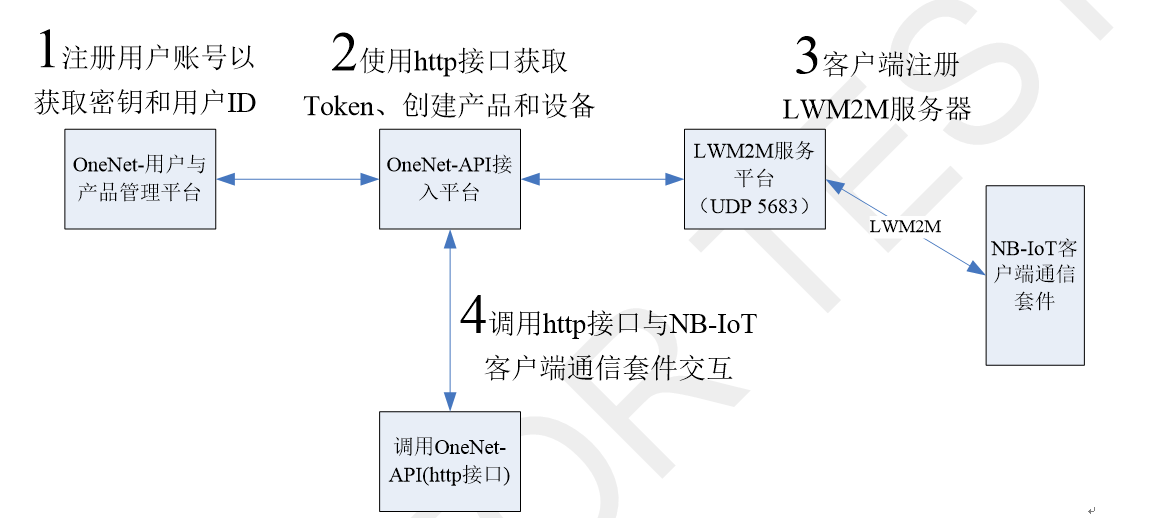 1注册用户账号以
获取密钥和用户ID
2使用http接口获取
Token、创建产品和设备
3客户端注册
LWM2M服务器
OneNet-用户与
产品管理平台
OneNet-API接
入平台
LWM2M服务
平台
（UDP 5683）
LWM2M
NB-IoT客
户端通信
套件
4调用http接口与NB-IoT
客户端通信套件交互
调用OneNet-
API(http接口)
OR TEST